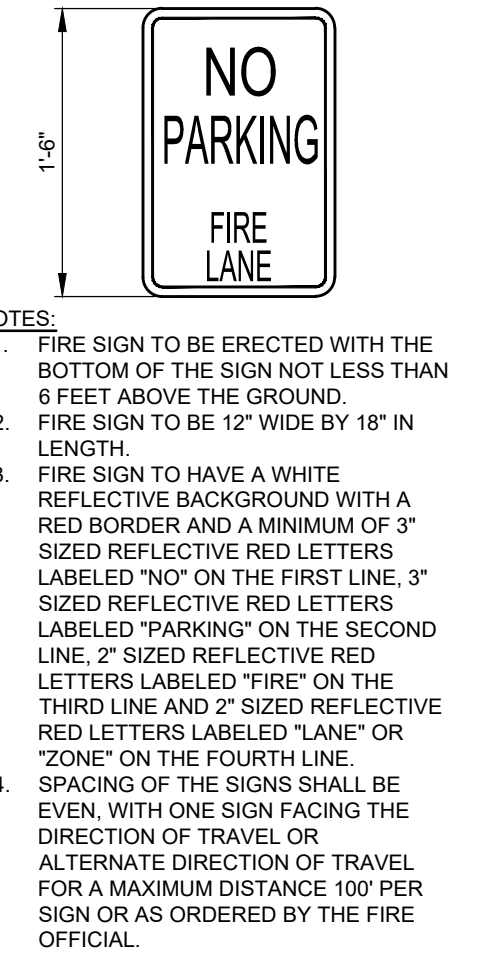 NO
PARKING
FIRE
LANE
1'-6"
OTES:
. FIRE SIGN TO BE ERECTED WITH THE
BOTTOM OF THE SIGN NOT LESS THAN
6 FEET ABOVE THE GROUND.
2. FIRE SIGN TO BE 12" WIDE BY 18" IN
LENGTH.
3. FIRE SIGN TO HAVE A WHITE
REFLECTIVE BACKGROUND WITH A
RED BORDER AND A MINIMUM OF 3"
SIZED REFLECTIVE RED LETTERS
LABELED "NO" ON THE FIRST LINE, 3"
SIZED REFLECTIVE RED LETTERS
LABELED "PARKING" ON THE SECOND
LINE, 2" SIZED REFLECTIVE RED
LETTERS LABELED "FIRE" ON THE
THIRD LINE AND 2" SIZED REFLECTIVE
RED LETTERS LABELED "LANE" OR
"ZONE" ON THE FOURTH LINE.
4. SPACING OF THE SIGNS SHALL BE
EVEN, WITH ONE SIGN FACING THE
DIRECTION OF TRAVEL OR
ALTERNATE DIRECTION OF TRAVEL
FOR A MAXIMUM DISTANCE 100' PER
SIGN OR AS ORDERED BY THE FIRE
OFFICIAL.